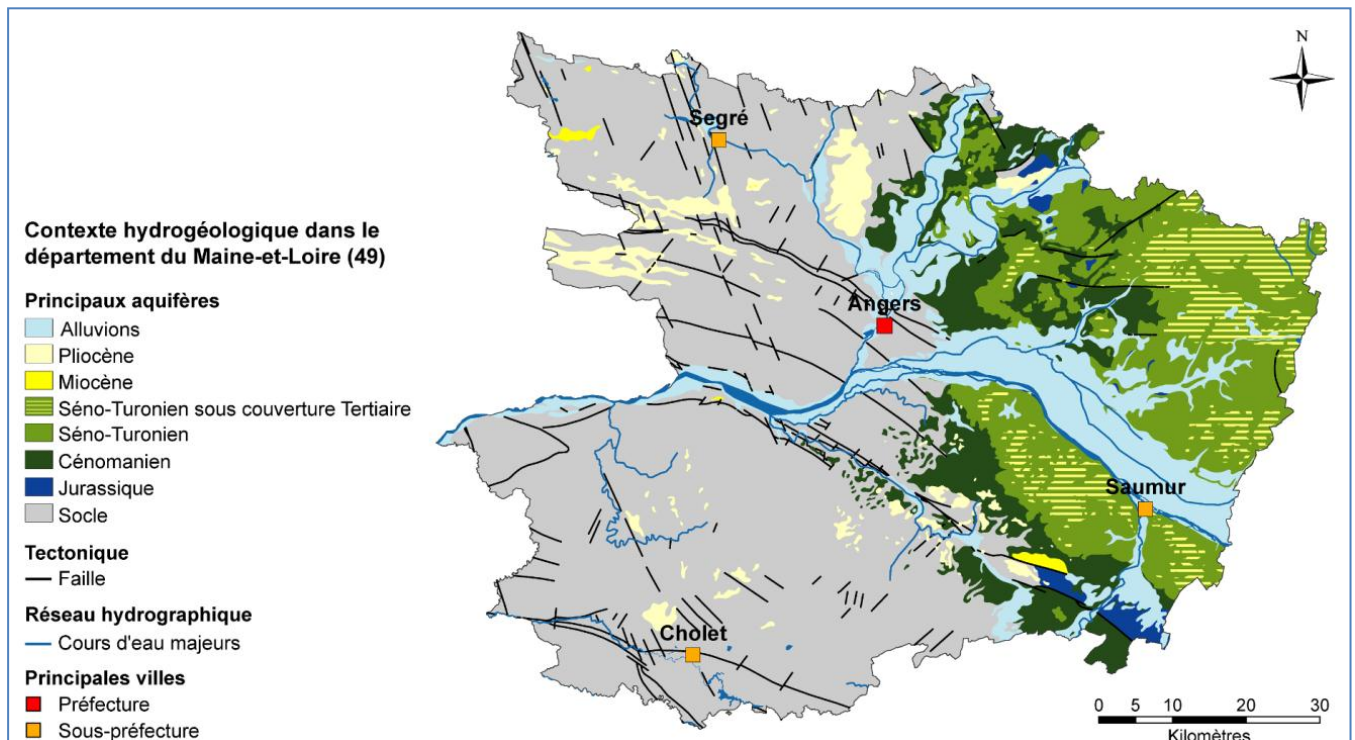 Contexte hydrogéologique dans le
département du Maine-et-Loire (49)
Principaux aquifères
Alluvions
Pliocène
Miocène
Séno-Turonien sous couverture Tertiaire
Séno-Turonien
Cénomanien
Jurassique
Socle
Tectonique
Faille
Réseau hydrographique
Cours d'eau majeurs
Principales villes
Préfecture
Sous-préfecture
N
Segré
Angers
Saumur
Cholet
0 5 10 20 30
Kilomètres